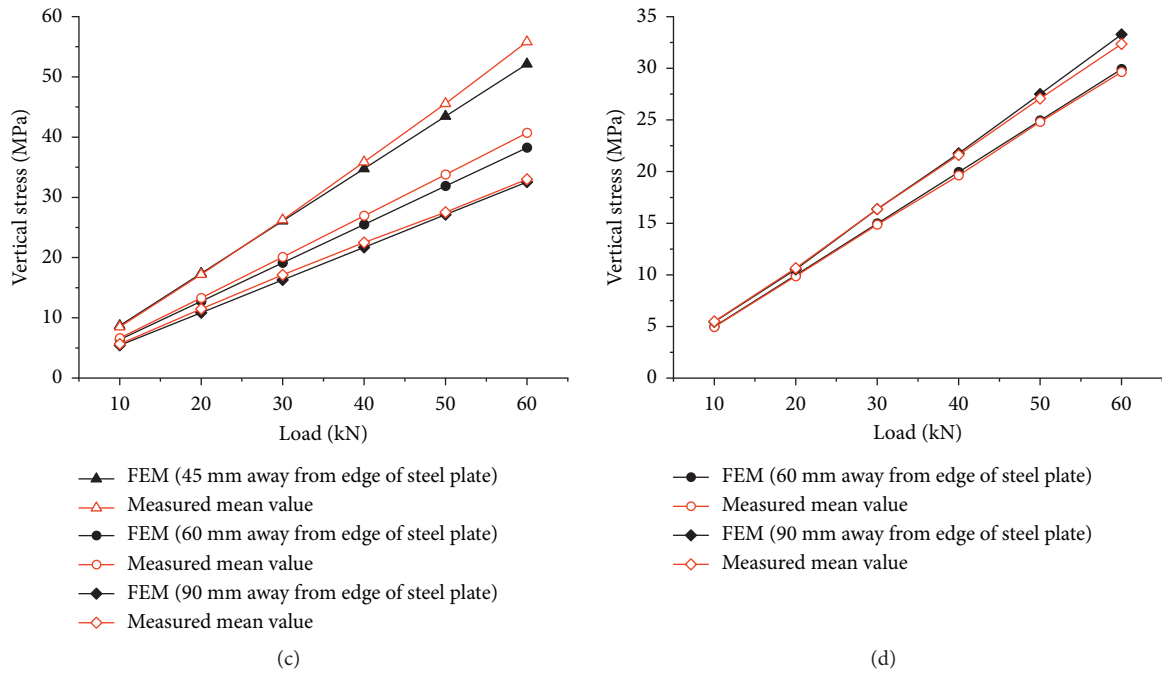 60
50
40
30
20
10
0
Vertical stress (MPa)
10 20 30 40 50 60
Load (kN)
FEM (45 mm away from edge of steel plate)
Measured mean value
FEM (60 mm away from edge of steel plate)
Measured mean value
FEM (90 mm away from edge of steel plate)
Measured mean value
(c)
35
30
25
20
15
10
5
0
Vertical stress (MPa)
10 20 30 40 50 60
Load (kN)
FEM (60 mm away from edge of steel plate)
Measured mean value
FEM (90 mm away from edge of steel plate)
Measured mean value
(d)